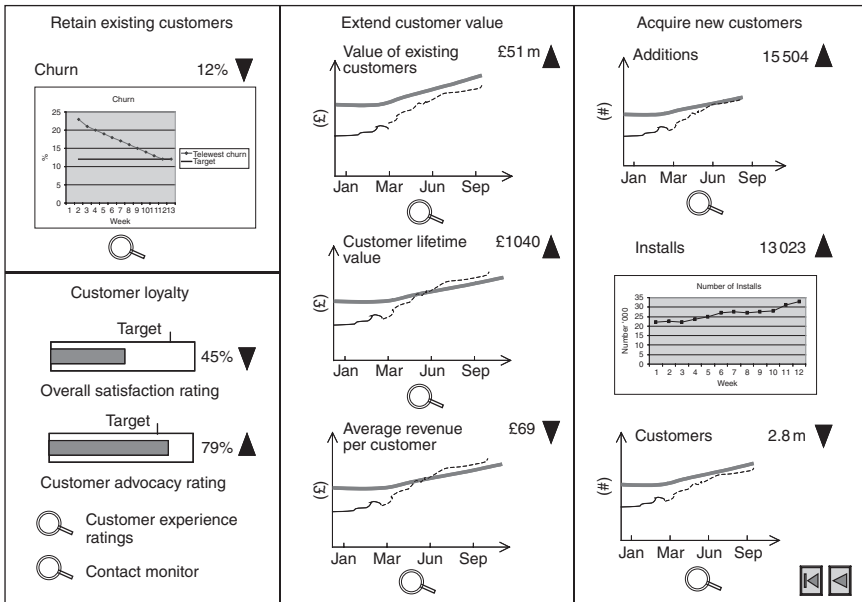 Retain existing customers
Churn 12%
Churn
25
20
15
10
5
0
%
1 2 3 4 5 6 7 8 9 10 11 12 13
Week
Telewest churn
Target
Customer loyalty
Target
45%
Overall satisfaction rating
Target
79%
Customer advocacy rating
Customer experience
ratings
Contact monitor
Extend customer value
Value of existing
customers
£51 m
(£)
Jan Mar Jun Sep
Customer lifetime
value
£1040
(£)
Jan Mar Jun Sep
Average revenue
per customer
£69
(£)
Jan Mar Jun Sep
Acquire new customers
Additions 15 504
(#)
Jan Mar Jun Sep
Installs 13 023
Number of Installs
35
30
25
20
15
10
5
0
Number '000
1 2 3 4 5 6 7 8 9 10 11 12
Week
Customers 2.8 m
(#)
Jan Mar Jun Sep